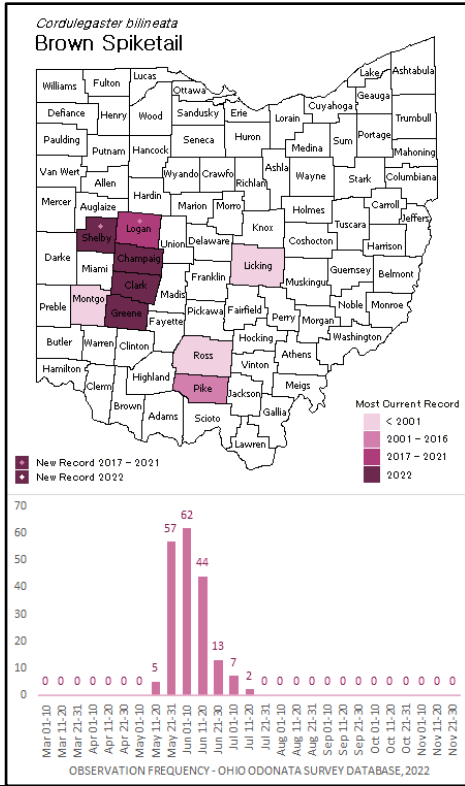 Cordulegaster bilineata
Brown Spiketail
Williams Fulton Lucas Ottawa Lake Ashtabula
Geauga
Defiance Henry Wood Sandusky Erie Lorain Cuyahoga Trumbull
Paulding Putnam Hancock Seneca Huron Medina Sum Portage Mahoning
Van Wert Allen Wyando Crawfo Richlan Ashla Wayne Stark Columbiana
Mercer Auglaize Hardin Marion Morro Holmes Carroll Jeffers
Shelby Logan Union Delaware Knox Coshocton Tuscara Harrison
Darke Miami Champaig Franklin Licking Muskingu Guernsey Belmont
Clark Madis
Preble Montgo Greene Fayette Pickawa Fairfield Perry Morgan Noble Monroe
Butler Warren Clinton Hocking Washington
Hamilton Clerm Highland Ross Vinton Athens
Brown Adams Pike Jackson Meigs
Scioto Gallia
Lawren
Most Current Record
< 2001
2001 - 2016
2017 - 2021
2022
New Record 2017 - 2021
New Record 2022
70
60
50
40
30
20
10
0
0 0 0 0 0 0 0 5 57 62 44 13 7 2 0 0 0 0 0 0 0 0 0 0 0 0 0
Mar 01-10
Mar 11-20
Mar 21-31
Apr 01-10
Apr 11-20
Apr 21-30
May 01-10
May 11-20
May 21-31
Jun 01-10
Jun 11-20
Jun 21-30
Jul 01-10
Jul 11-20
Jul 21-31
Aug 01-10
Aug 11-20
Aug 21-31
Sep 01-10
Sep 11-20
Sep 21-30
Oct 01-10
Oct 11-20
Oct 21-31
Nov 01-10
Nov 11-20
Nov 21-30
OBSERVATION FREQUENCY - OHIO ODONATA SURVEY DATABASE, 2022